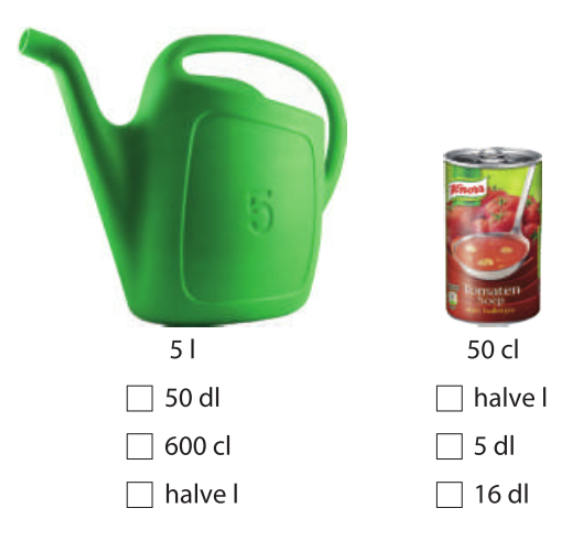 5
Knorr
Tomaten
Soep
5 l
50 dl
600 cl
halve l
50 cl
halve l
5 dl
16 dl